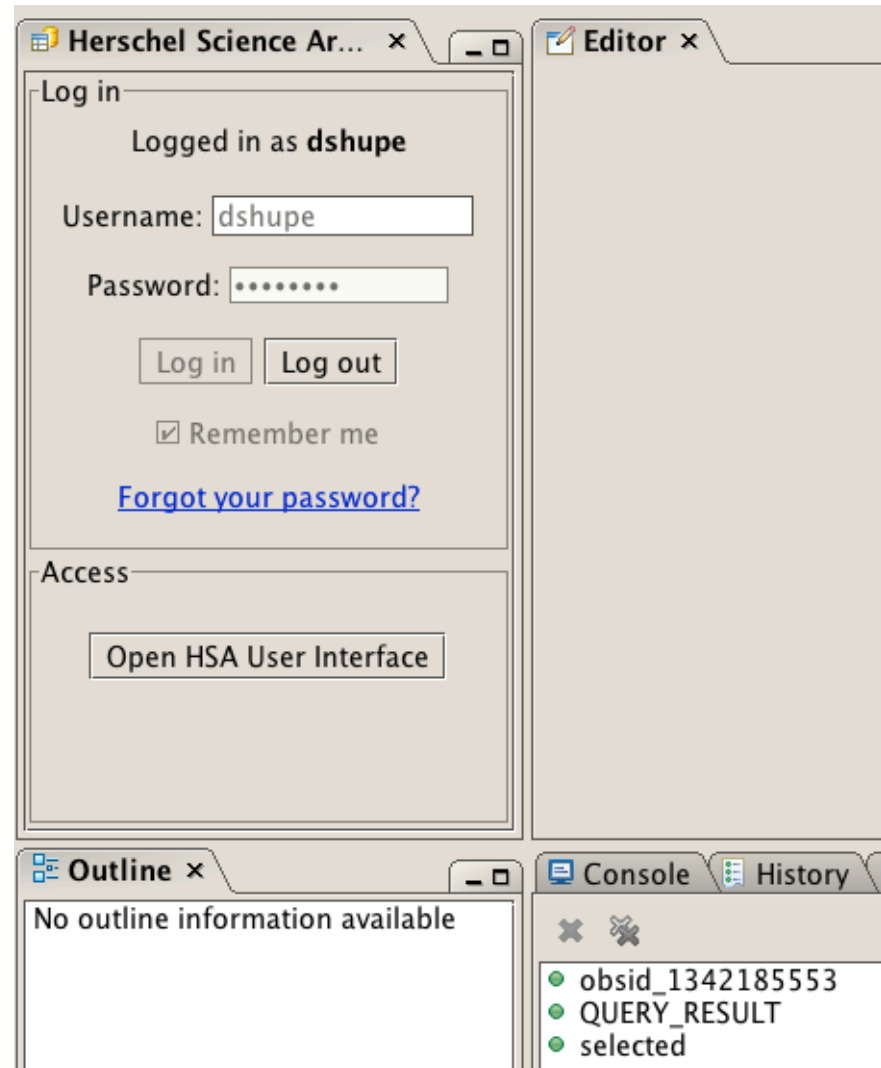 Herschel Science Ar...
Editor
Log in
Logged in as dshupe
Username: dshupe
Password: ••••••••
Log in Log out
Remember me
Forgot your password?
Access
Open HSA User Interface
Outline
No outline information available
Console History
obsid_1342185553
QUERY_RESULT
selected